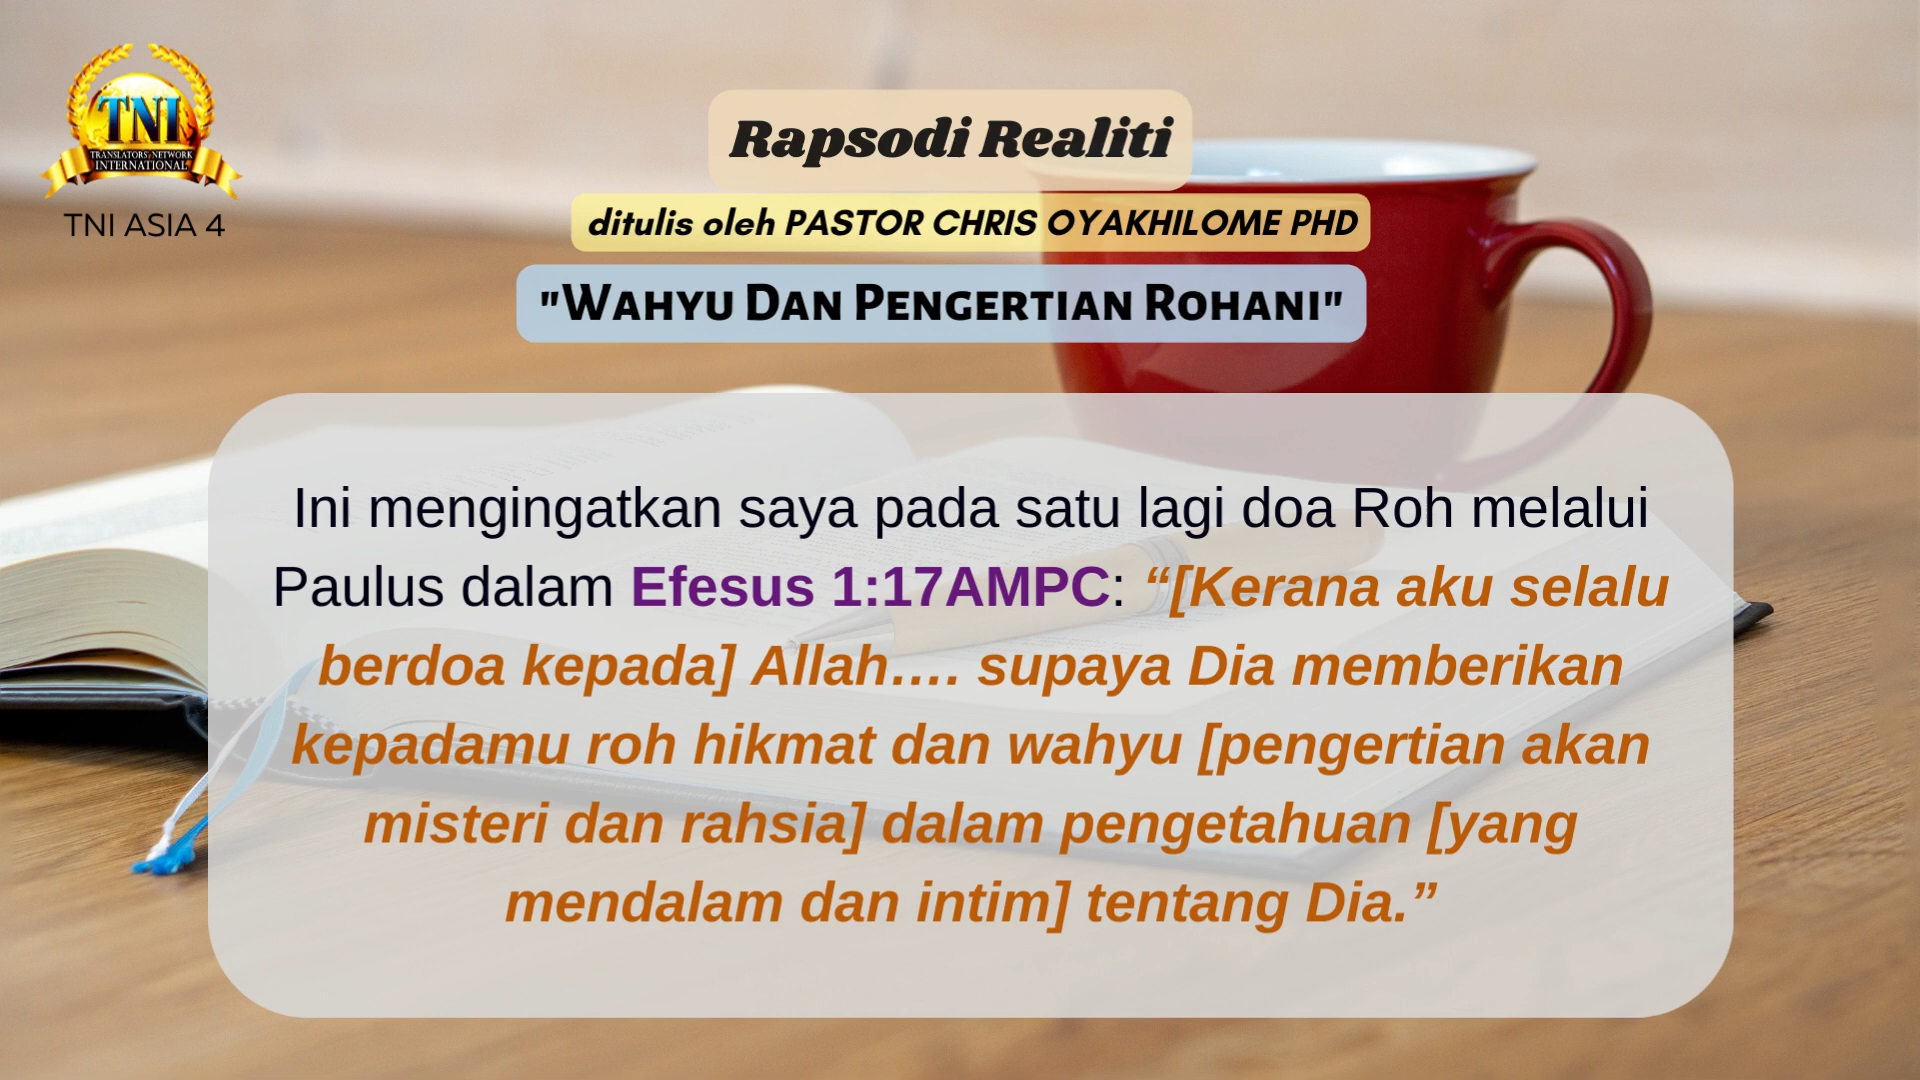 TNI
TRANSLATORS NETWORK
INTERNATIONAL
TNI ASIA 4
Rapsodi Realiti
ditulis oleh PASTOR CHRIS OYAKHILOME PHD
"Wahyu Dan Pengertian Rohani"
Ini mengingatkan saya pada satu lagi doa Roh melalui
Paulus dalam Efesus 1:17AMPC: “[Kerana aku selalu
berdoa kepada] Allah.… supaya Dia memberikan
kepadamu roh hikmat dan wahyu [pengertian akan
misteri dan rahsia] dalam pengetahuan [yang
mendalam dan intim] tentang Dia.”